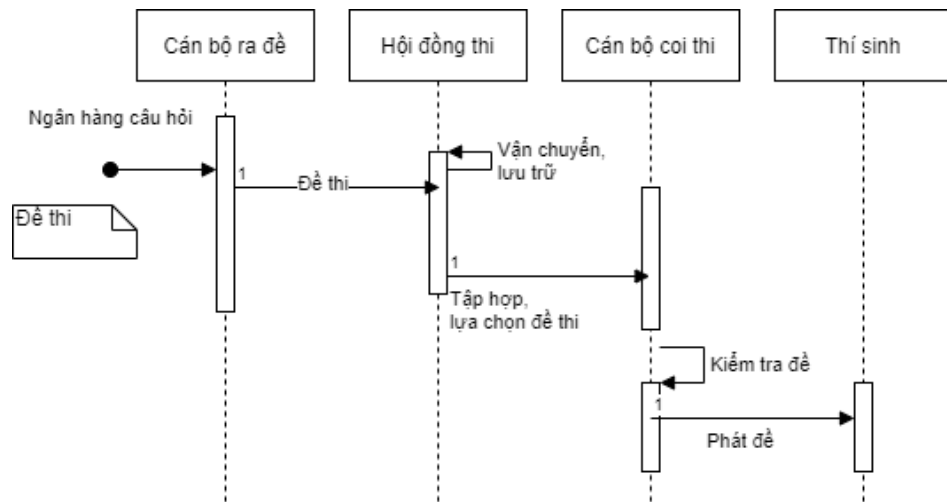 Cán bộ ra đề
Hội đồng thi
Cán bộ coi thi
Thí sinh
Ngân hàng câu hỏi
Vận chuyển,
lưu trữ
1
Đề thi
Đề thi
1
Tập hợp,
lựa chọn đề thi
Kiểm tra đề
1
Phát đề